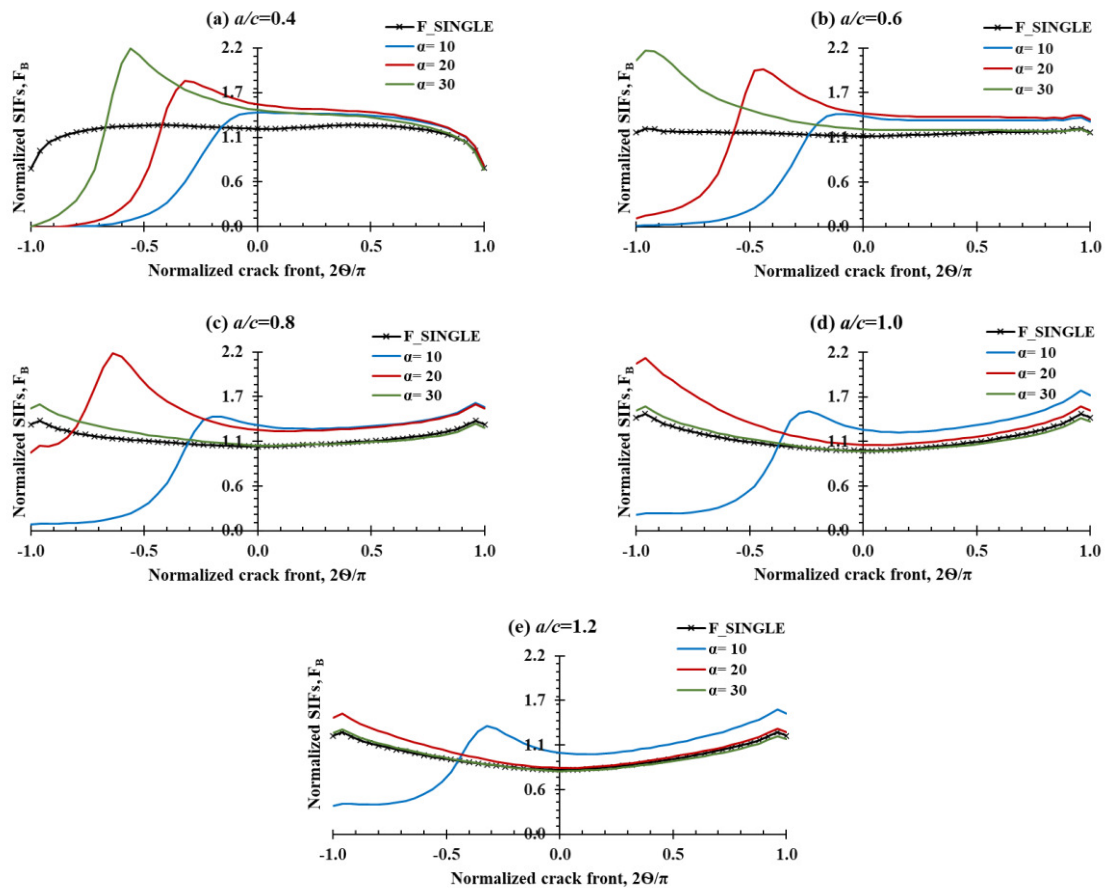 (a) a/c=0.4
Normalized SIFs, F_B
2.2
1.7
1.1
0.6
0.0
-1.0 -0.5 0.0 0.5 1.0
Normalized crack front, 2Θ/π
F_SINGLE
α= 10
α= 20
α= 30
(b) a/c=0.6
Normalized SIFs, F_B
2.2
1.7
1.1
0.6
0.0
-1.0 -0.5 0.0 0.5 1.0
Normalized crack front, 2Θ/π
F_SINGLE
α= 10
α= 20
α= 30
(c) a/c=0.8
Normalized SIFs, F_B
2.2
1.7
1.1
0.6
0.0
-1.0 -0.5 0.0 0.5 1.0
Normalized crack front, 2Θ/π
F_SINGLE
α= 10
α= 20
α= 30
(d) a/c=1.0
Normalized SIFs, F_B
2.2
1.7
1.1
0.6
0.0
-1.0 -0.5 0.0 0.5 1.0
Normalized crack front, 2Θ/π
F_SINGLE
α= 10
α= 20
α= 30
(e) a/c=1.2
Normalized SIFs, F_B
2.2
1.7
1.1
0.6
0.0
-1.0 -0.5 0.0 0.5 1.0
Normalized crack front, 2Θ/π
F_SINGLE
α= 10
α= 20
α= 30